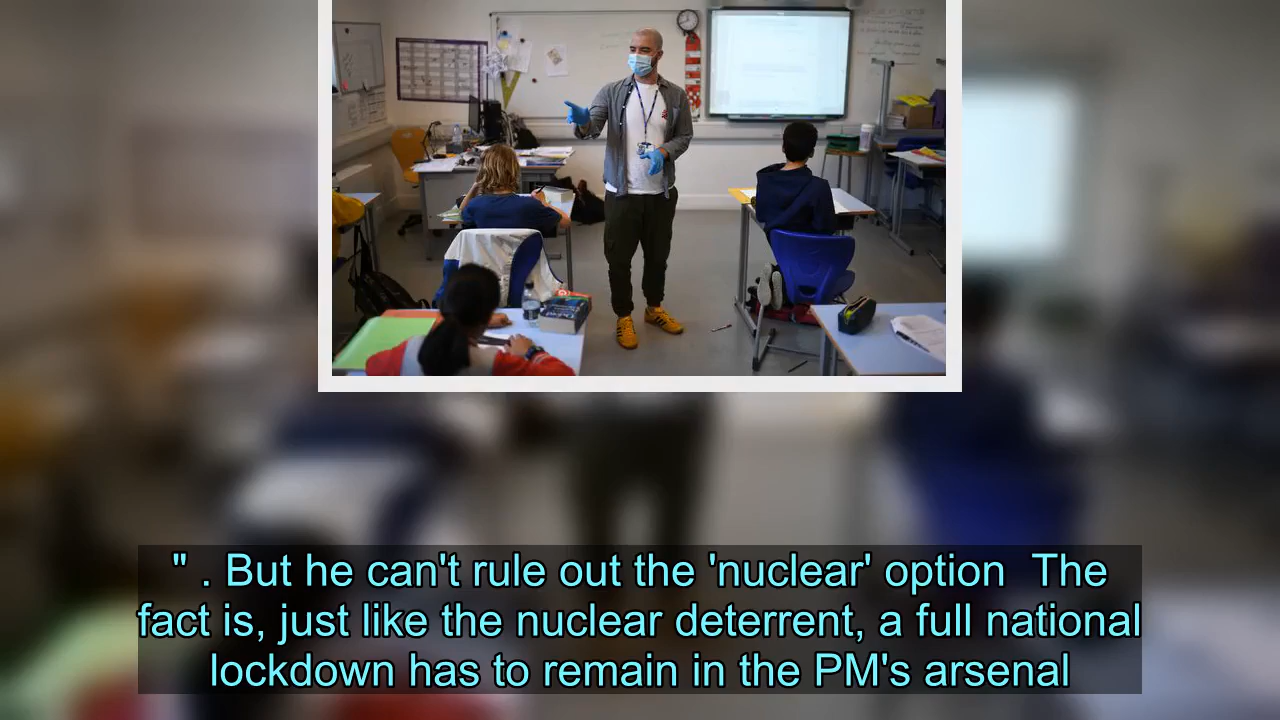 " . But he can't rule out the 'nuclear' option  The
fact is, just like the nuclear deterrent, a full national
lockdown has to remain in the PM's arsenal